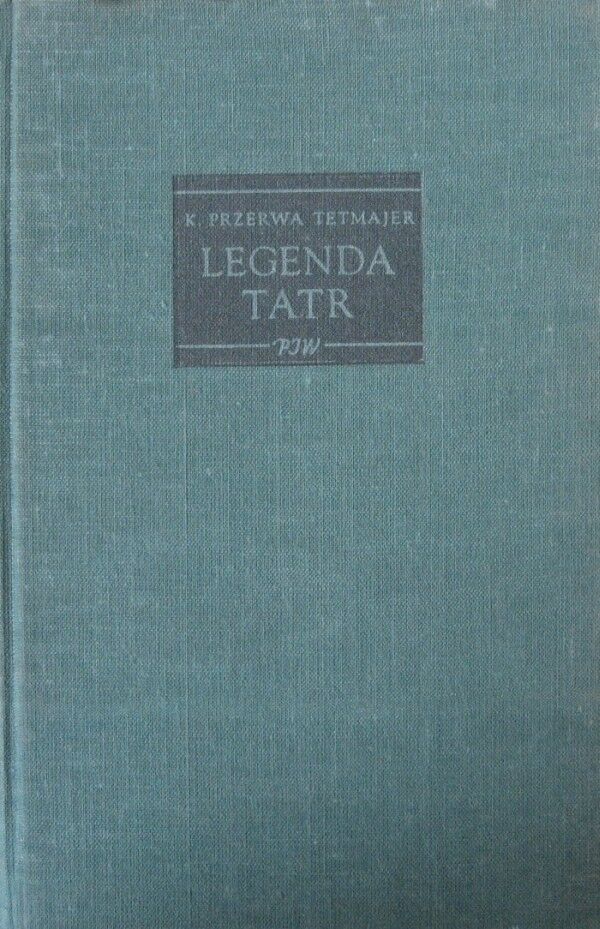 K. PRZERWA TETMAJER
LEGENDA
TATR
PIW